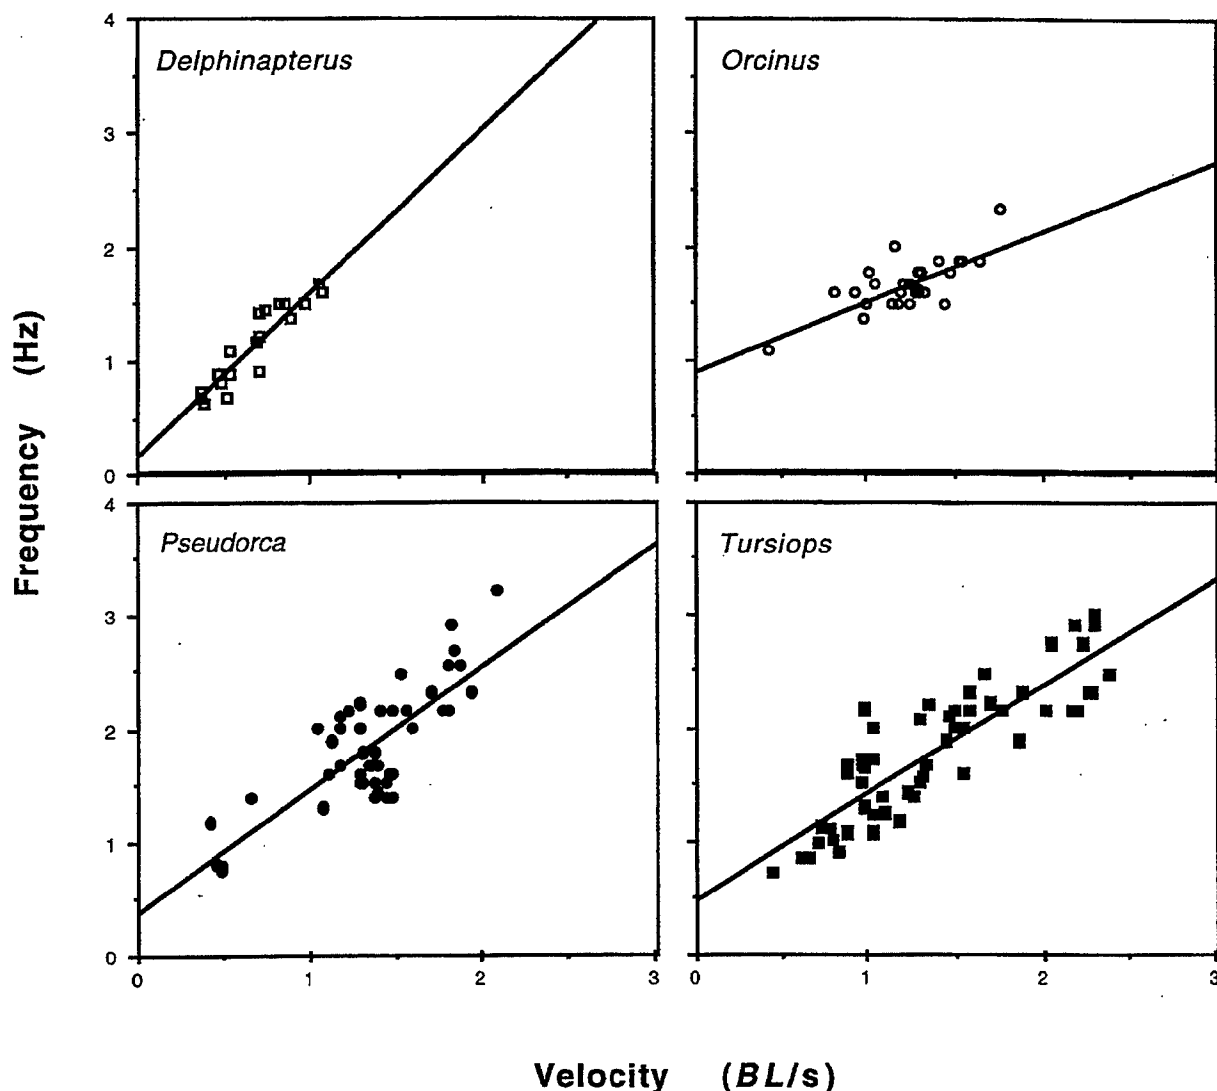 4
3
2
1
0
Delphinapterus
Orcinus
Frequency (Hz)
4
3
2
1
0
Pseudorca
Tursiops
0 1 2 3
0 1 2 3
Velocity (BL/s)